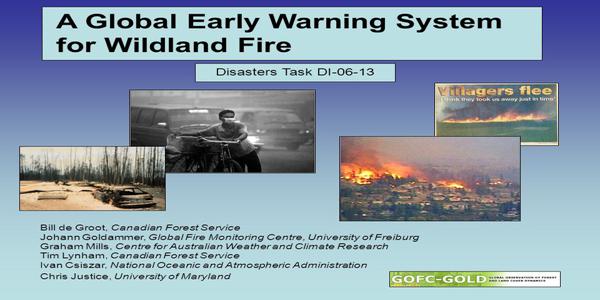 A Global Early Warning System
for Wildland Fire
Disasters Task DI-06-13
Villagers flee
'I think they took us away just in time'
Bill de Groot, Canadian Forest Service
Johann Goldammer, Global Fire Monitoring Centre, University of Freiburg
Graham Mills, Centre for Australian Weather and Climate Research
Tim Lynham, Canadian Forest Service
Ivan Csiszar, National Oceanic and Atmospheric Administration
Chris Justice, University of Maryland
GOFC-GOLD GLOBAL OBSERVATION OF FOREST
AND LAND COVER DYNAMICS